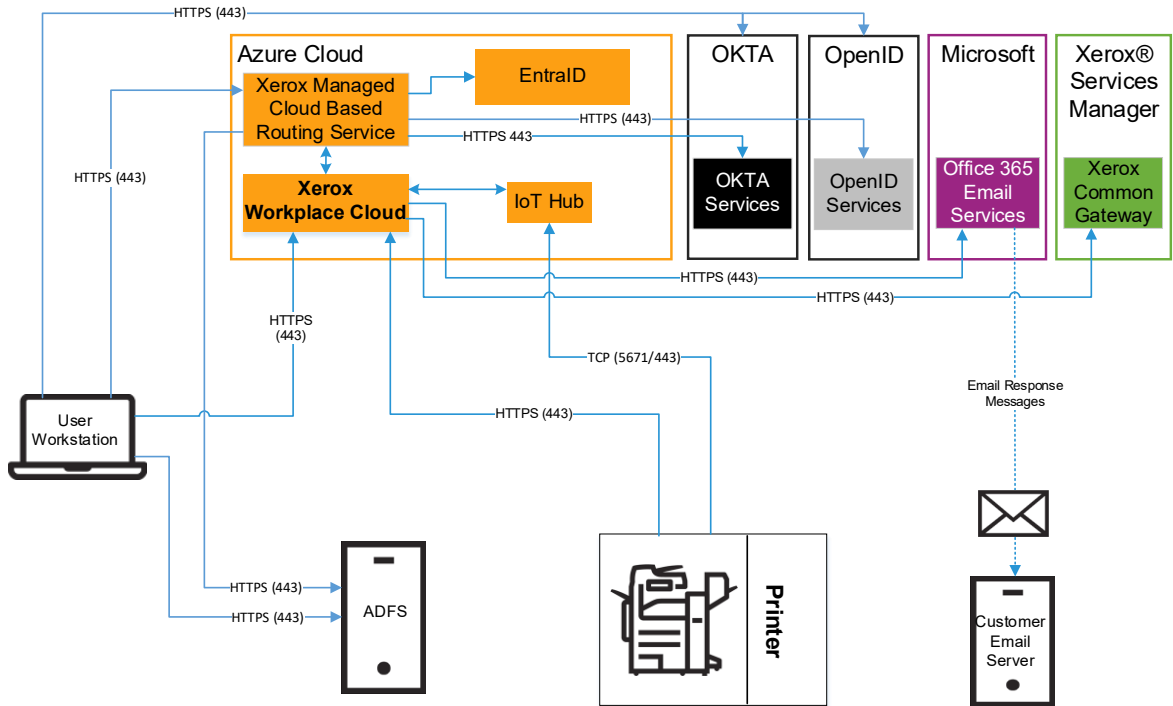 HTTPS (443)
Azure Cloud
OKTA
OpenID
Microsoft
Xerox®
Services
Manager
Xerox Managed
Cloud Based
Routing Service
EntraID
HTTPS (443)
HTTPS 443
HTTPS (443)
Xerox
Workplace Cloud
IoT Hub
OKTA
Services
OpenID
Services
Office 365
Email
Services
Xerox
Common
Gateway
HTTPS (443)
HTTPS (443)
HTTPS
(443)
TCP (5671/443)
Email Response
Messages
HTTPS (443)
User
Workstation
HTTPS (443)
HTTPS (443)
ADFS
Printer
Customer
Email
Server